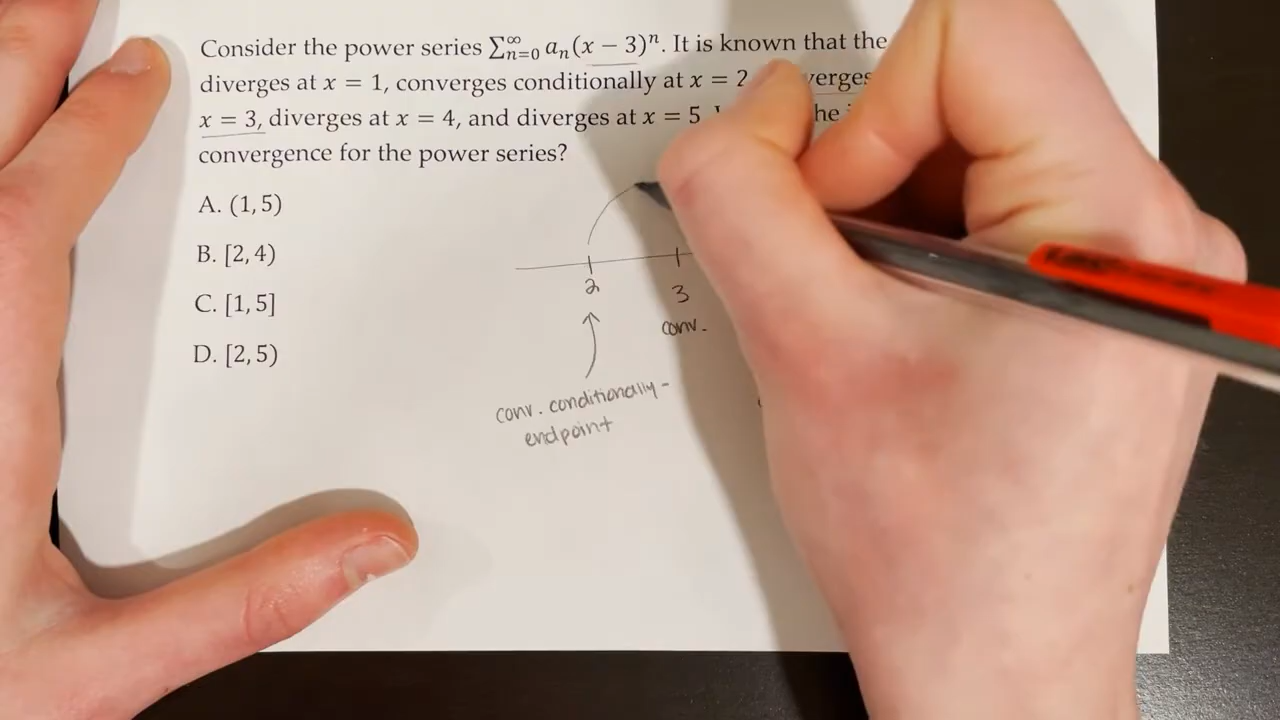 Consider the power series ∑_{n=0}^{∞} a_n(x − 3)^n. It is known that the
diverges at x = 1, converges conditionally at x = 2
x = 3, diverges at x = 4, and diverges at x = 5
convergence for the power series?
A. (1, 5)
B. [2, 4)
C. [1, 5]
D. [2, 5)
2
3
conv.
conv. conditionally -
endpoint